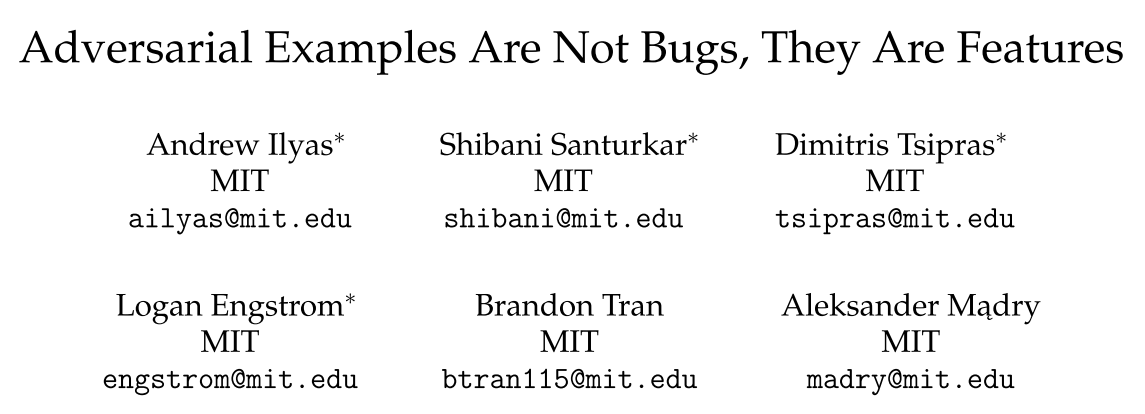 Adversarial Examples Are Not Bugs, They Are Features
Andrew Ilyas*
MIT
ailyas@mit.edu
Shibani Santurkar*
MIT
shibani@mit.edu
Dimitris Tsipras*
MIT
tsipras@mit.edu
Logan Engstrom*
MIT
engstrom@mit.edu
Brandon Tran
MIT
btran115@mit.edu
Aleksander Mądry
MIT
madry@mit.edu